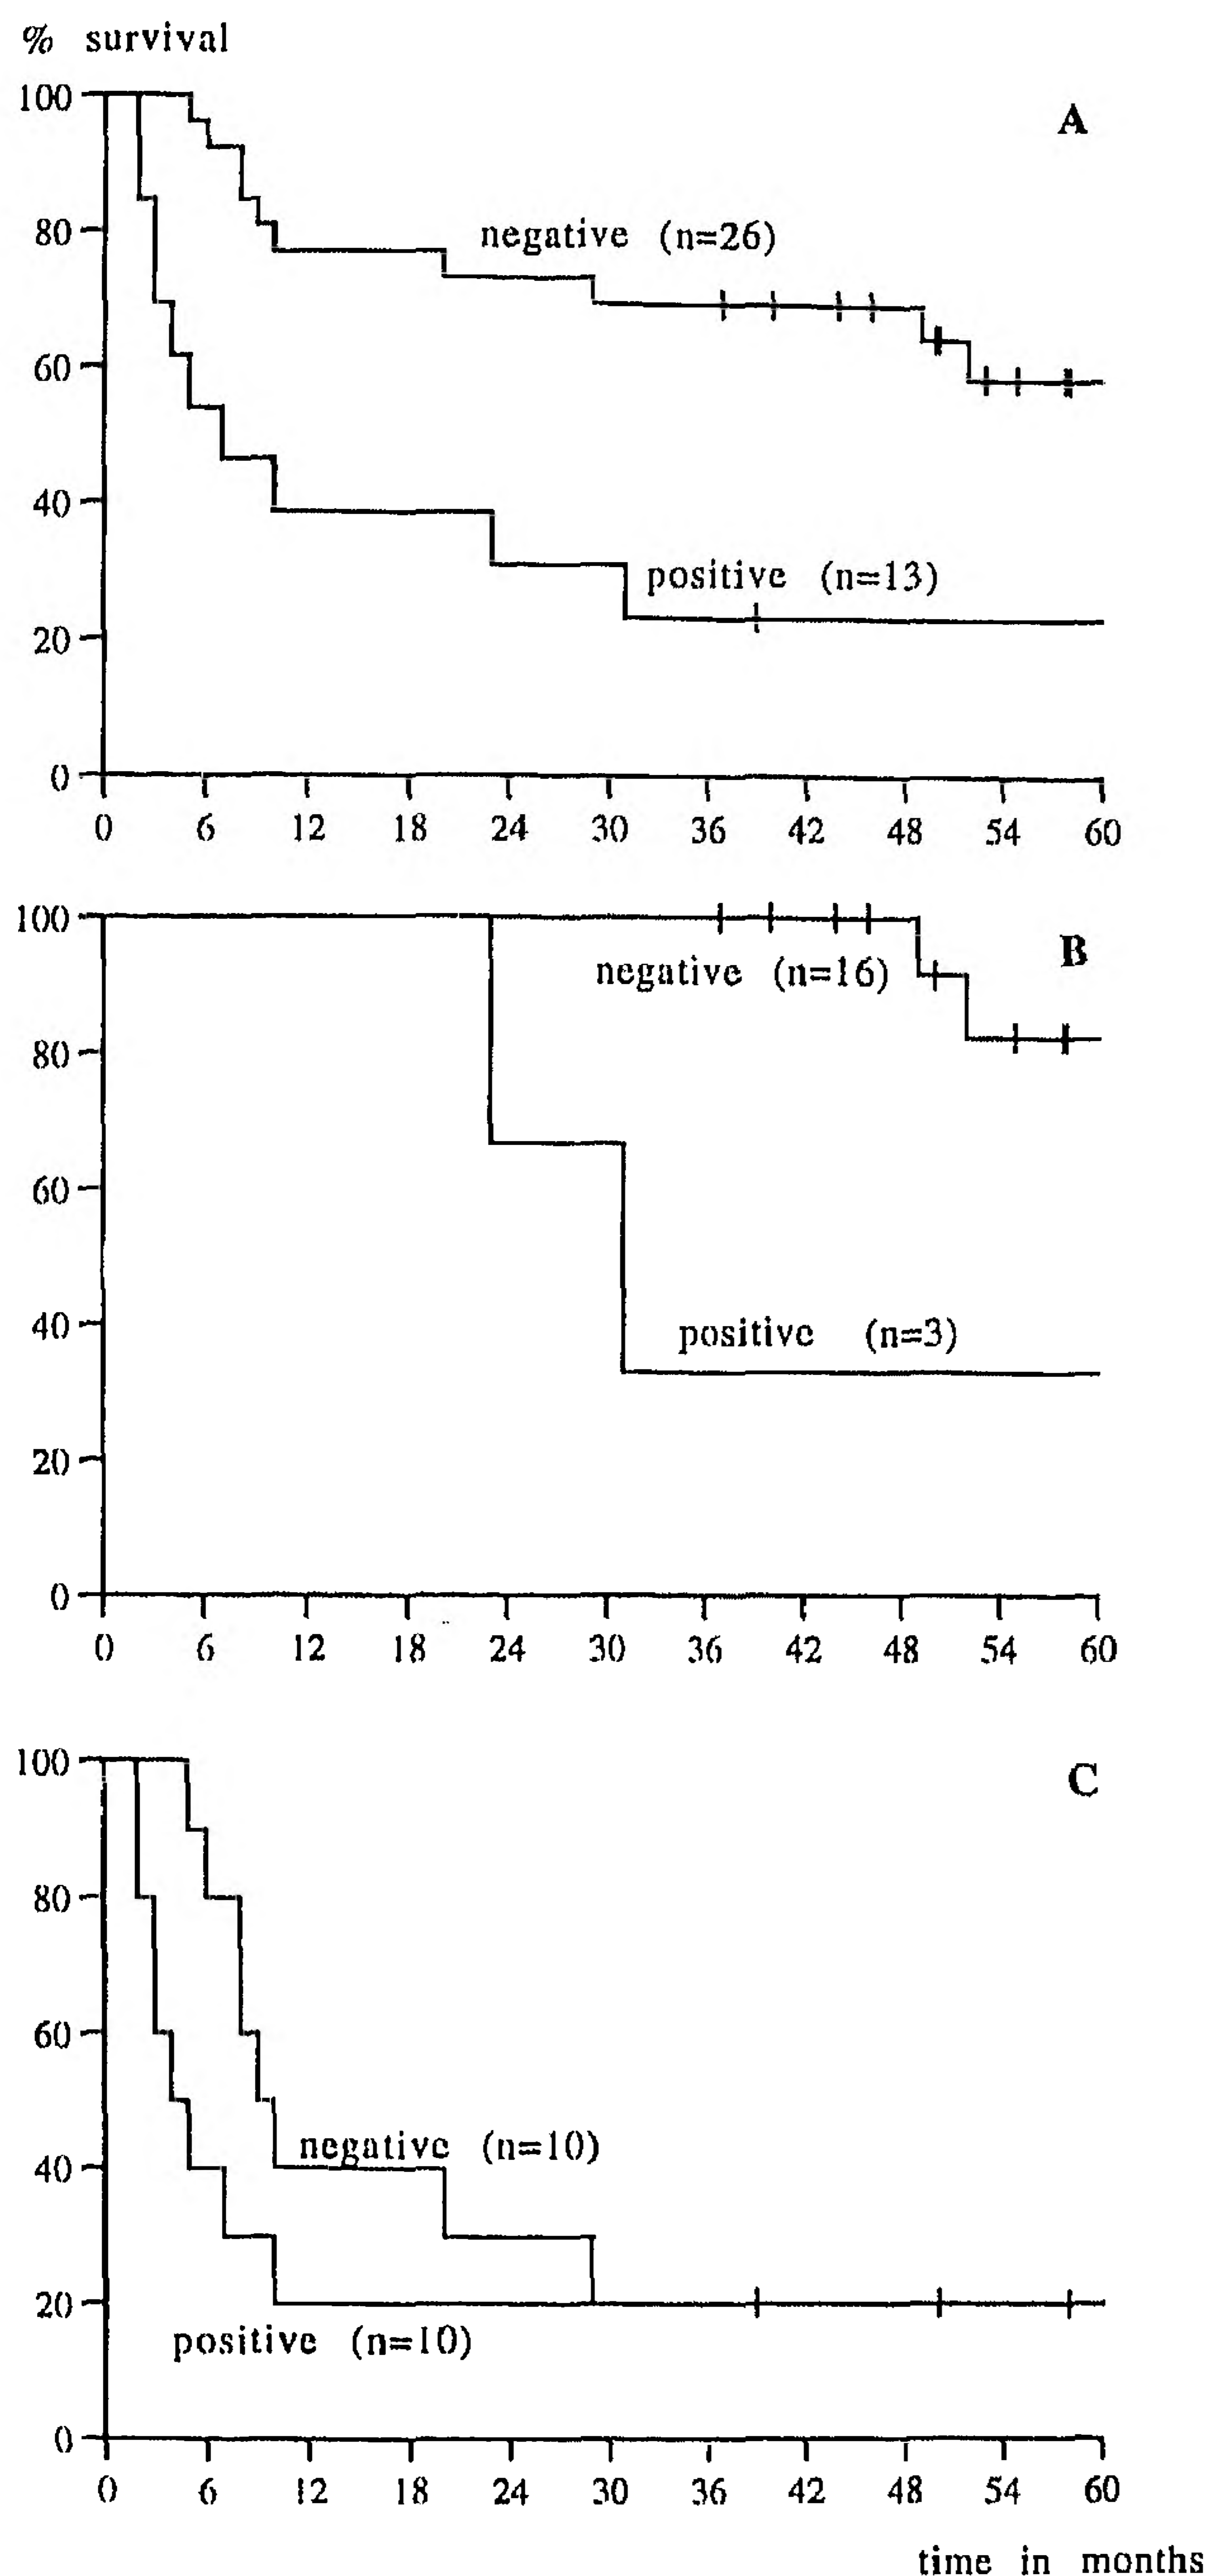 % survival
100
A
80
negative (n=26)
60
40
positive (n=13)
20
0
0 6 12 18 24 30 36 42 48 54 60
100
B
negative (n=16)
80
60
40
positive (n=3)
20
0
0 6 12 18 24 30 36 42 48 54 60
100
C
80
60
negative (n=10)
40
20
positive (n=10)
0
0 6 12 18 24 30 36 42 48 54 60
time in months